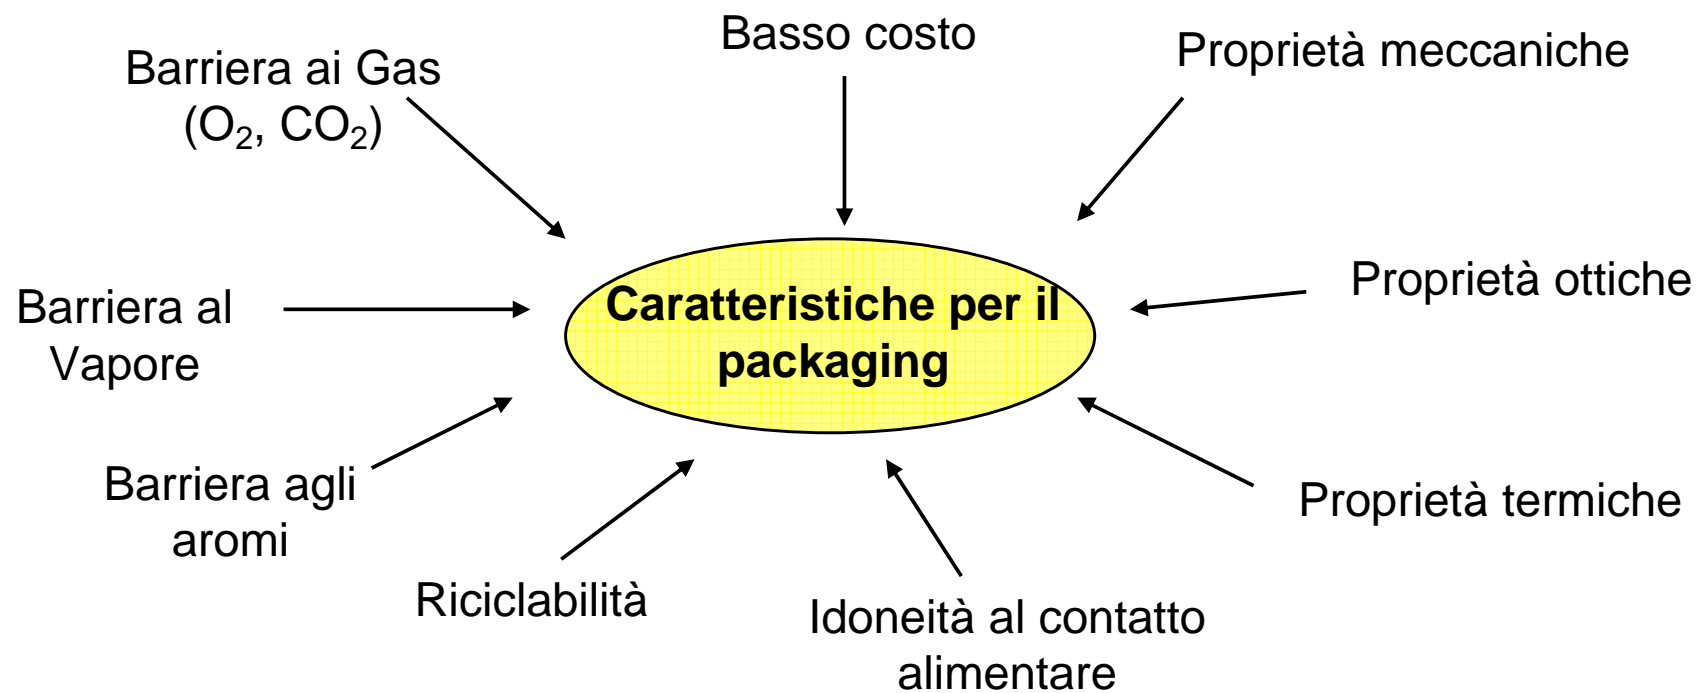 Basso costo
Proprietà meccaniche
Barriera ai Gas
(O₂, CO₂)
Proprietà ottiche
Barriera al
Vapore
Caratteristiche per il
packaging
Barriera agli
aromi
Proprietà termiche
Riciclabilità
Idoneità al contatto
alimentare